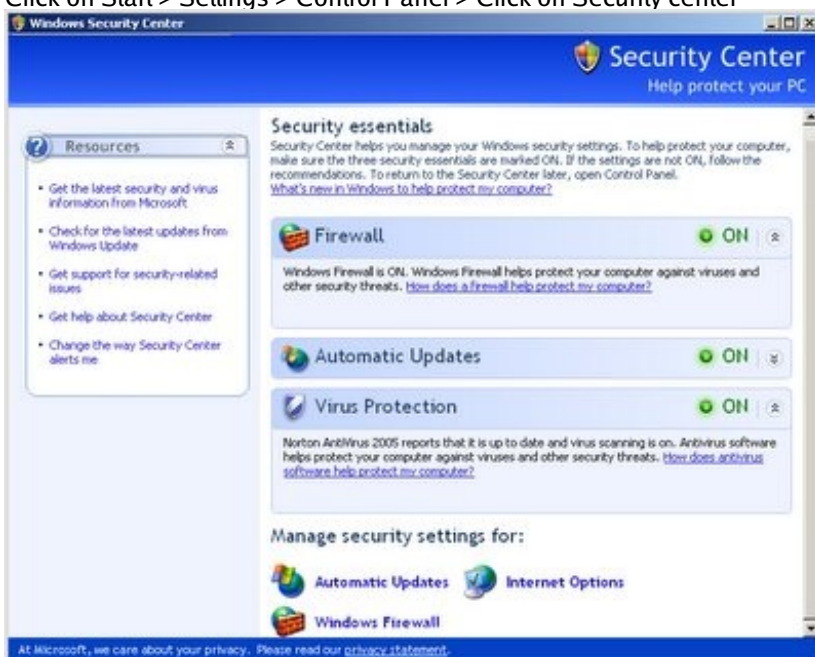 Click on Start > Settings > Control Panel > Click on Security center
Windows Security Center
Security Center
Help protect your PC
Resources
• Get the latest security and virus
information from Microsoft
• Check for the latest updates from
Windows Update
• Get support for security-related
issues
• Get help about Security Center
• Change the way Security Center
alerts me
Security essentials
Security Center helps you manage your Windows security settings. To help protect your computer,
make sure the three security essentials are marked ON. If the settings are not ON, follow the
recommendations. To return to the Security Center later, open Control Panel.
What's new in Windows to help protect my computer?
Firewall ON
Windows Firewall is ON. Windows Firewall helps protect your computer against viruses and
other security threats. How does a firewall help protect my computer?
Automatic Updates ON
Virus Protection ON
Norton AntiVirus 2005 reports that it is up to date and virus scanning is on. Antivirus software
helps protect your computer against viruses and other security threats. How does antivirus
software help protect my computer?
Manage security settings for:
Automatic Updates Internet Options
Windows Firewall
At Microsoft, we care about your privacy. Please read our privacy statement.